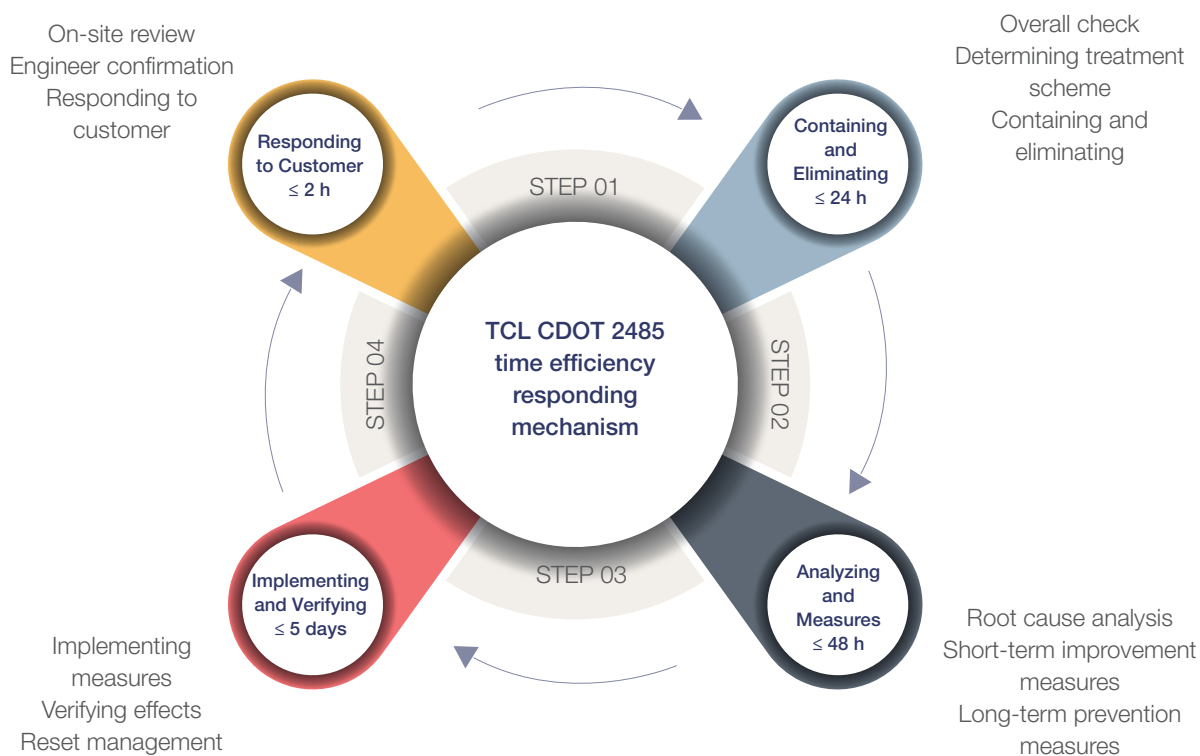 On-site review
Engineer confirmation
Responding to
customer
Overall check
Determining treatment
scheme
Containing and
eliminating
Responding
to Customer
≤ 2 h
Containing
and
Eliminating
≤ 24 h
STEP 01
TCL CDOT 2485
time efficiency
responding
mechanism
STEP 04
STEP 02
STEP 03
Implementing
and Verifying
≤ 5 days
Analyzing
and
Measures
≤ 48 h
Implementing
measures
Verifying effects
Reset management
Root cause analysis
Short-term improvement
measures
Long-term prevention
measures